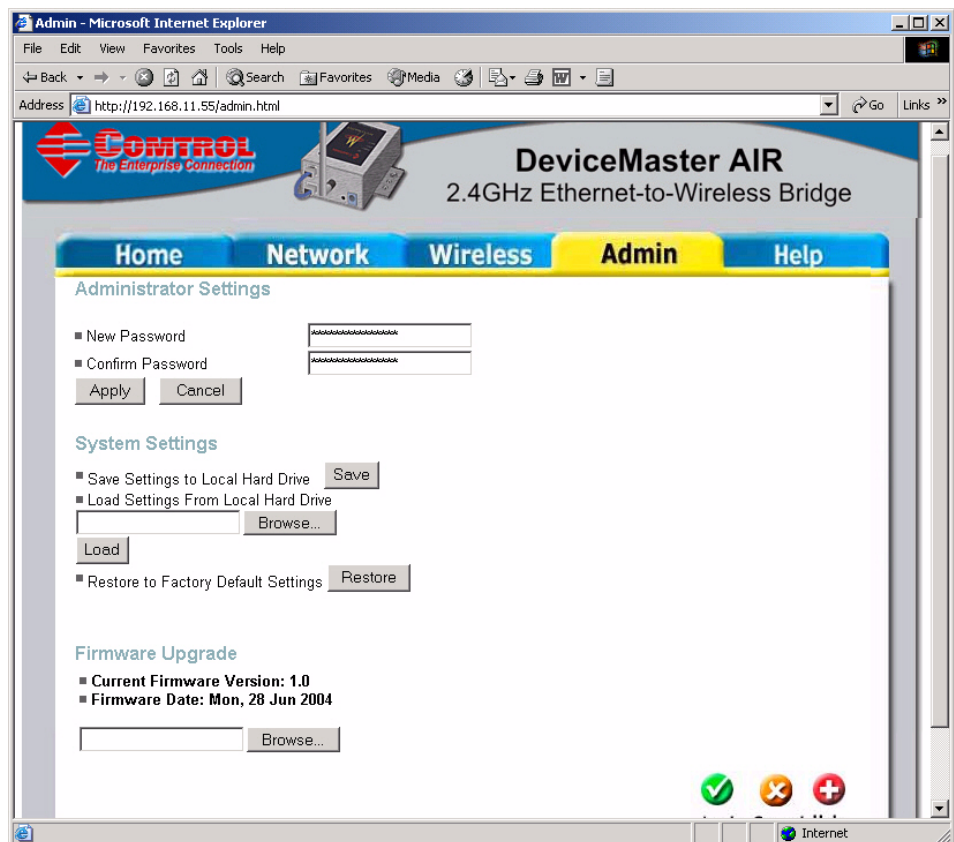 Admin - Microsoft Internet Explorer
File Edit View Favorites Tools Help
Back Search Favorites Media
Address http://192.168.11.55/admin.html Go Links »
COMTROL
The Enterprise Connection
DeviceMaster AIR
2.4GHz Ethernet-to-Wireless Bridge
Home Network Wireless Admin Help
Administrator Settings
New Password ****************
Confirm Password ****************
Apply Cancel
System Settings
Save Settings to Local Hard Drive Save
Load Settings From Local Hard Drive
Browse...
Load
Restore to Factory Default Settings Restore
Firmware Upgrade
Current Firmware Version: 1.0
Firmware Date: Mon, 28 Jun 2004
Browse...
Internet